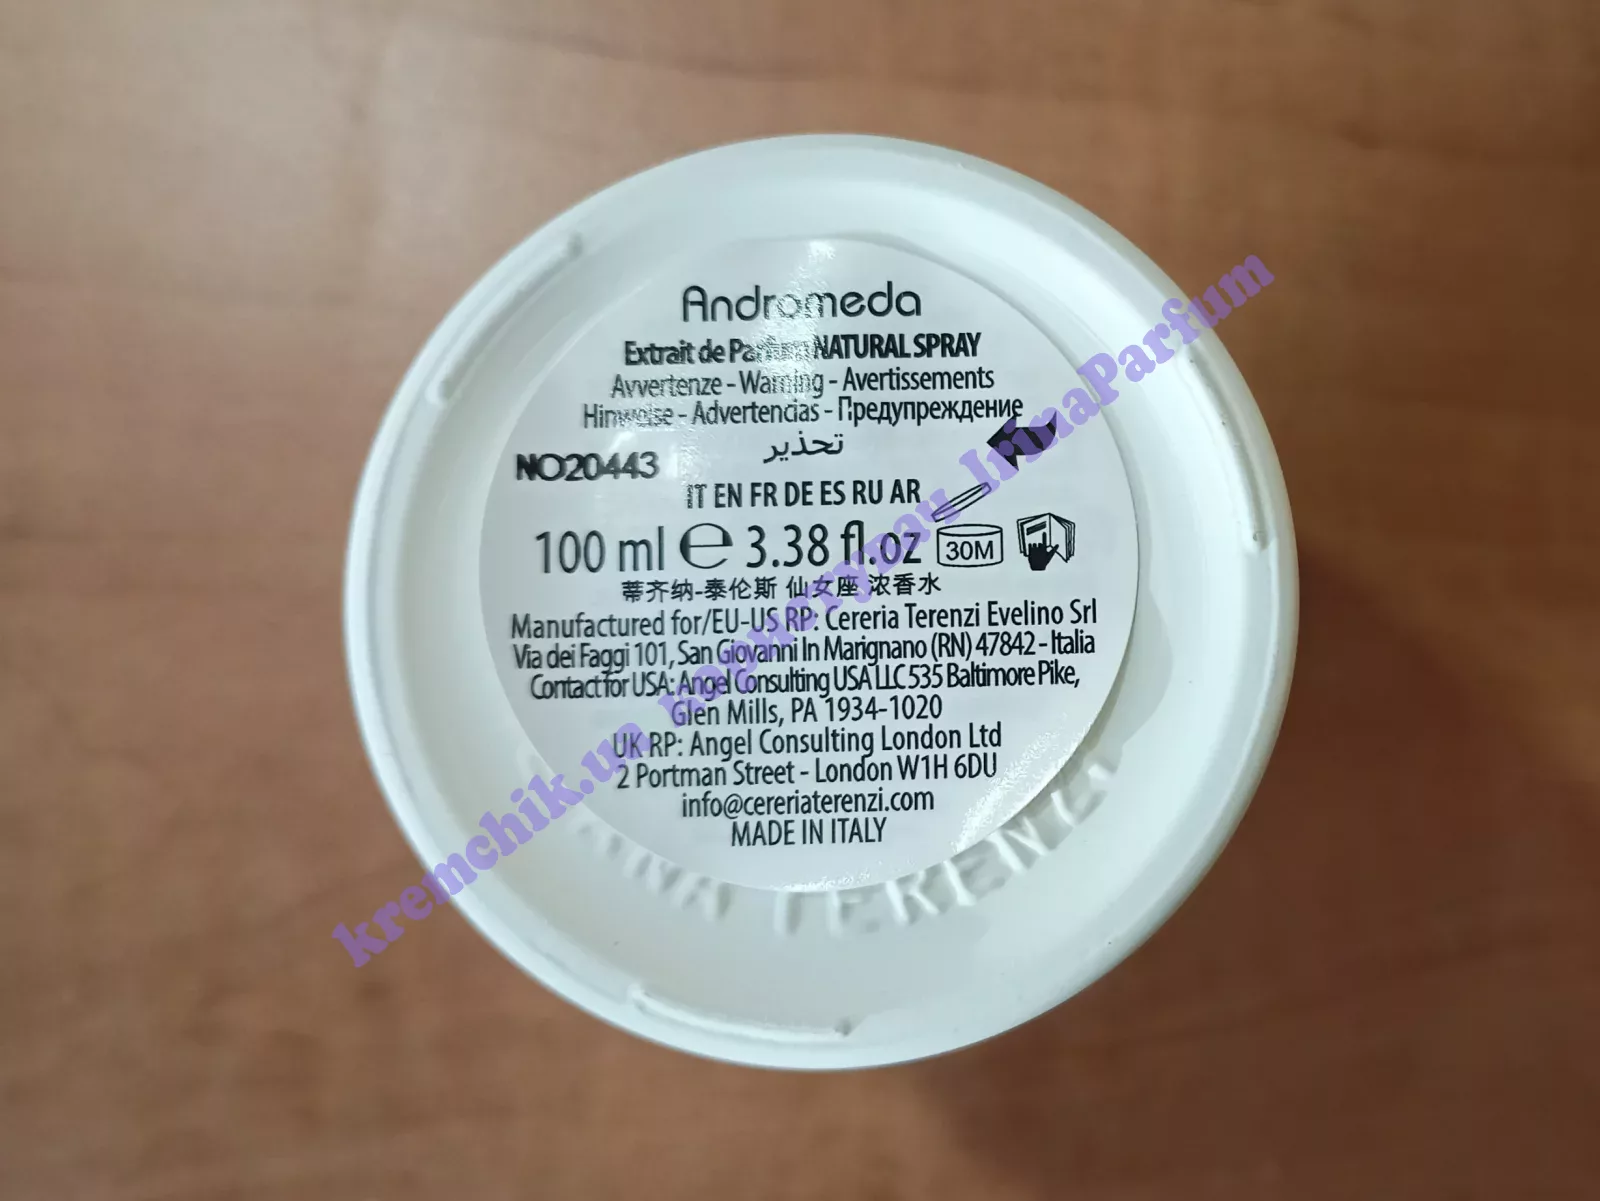 Andromeda
Extrait de Parfum NATURAL SPRAY
Avvertenze - Warning - Avertissements
Hinweise - Advertencias - Предупреждение
تحذير
NO20443
IT EN FR DE ES RU AR
100 ml ℮ 3.38 fl.oz 30M
蒂齐纳-泰伦斯 仙女座 浓香水
Manufactured for/EU-US RP: Cereria Terenzi Evelino Srl
Via dei Faggi 101, San Giovanni In Marignano (RN) 47842 - Italia
Contact for USA: Angel Consulting USA LLC 535 Baltimore Pike,
Glen Mills, PA 1934-1020
UK RP: Angel Consulting London Ltd
2 Portman Street - London W1H 6DU
info@cereriaterenzi.com
MADE IN ITALY
TERENZI
kremchik.ua користувач IrinaParfum